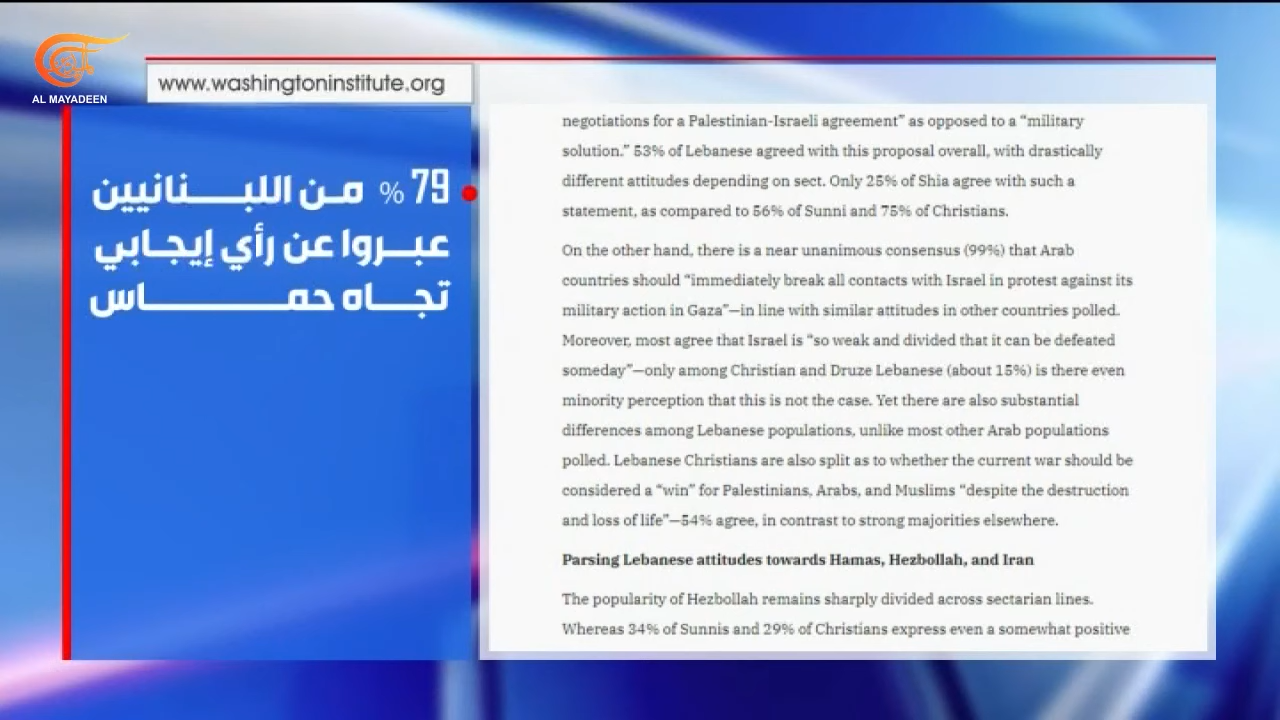 AL MAYADEEN
www.washingtoninstitute.org
79 % من اللبنانيين
عبروا عن رأي إيجابي
تجاه حماس
negotiations for a Palestinian-Israeli agreement” as opposed to a “military
solution.” 53% of Lebanese agreed with this proposal overall, with drastically
different attitudes depending on sect. Only 25% of Shia agree with such a
statement, as compared to 56% of Sunni and 75% of Christians.
On the other hand, there is a near unanimous consensus (99%) that Arab
countries should “immediately break all contacts with Israel in protest against its
military action in Gaza”—in line with similar attitudes in other countries polled.
Moreover, most agree that Israel is “so weak and divided that it can be defeated
someday”—only among Christian and Druze Lebanese (about 15%) is there even
minority perception that this is not the case. Yet there are also substantial
differences among Lebanese populations, unlike most other Arab populations
polled. Lebanese Christians are also split as to whether the current war should be
considered a “win” for Palestinians, Arabs, and Muslims “despite the destruction
and loss of life”—54% agree, in contrast to strong majorities elsewhere.
Parsing Lebanese attitudes towards Hamas, Hezbollah, and Iran
The popularity of Hezbollah remains sharply divided across sectarian lines.
Whereas 34% of Sunnis and 29% of Christians express even a somewhat positive